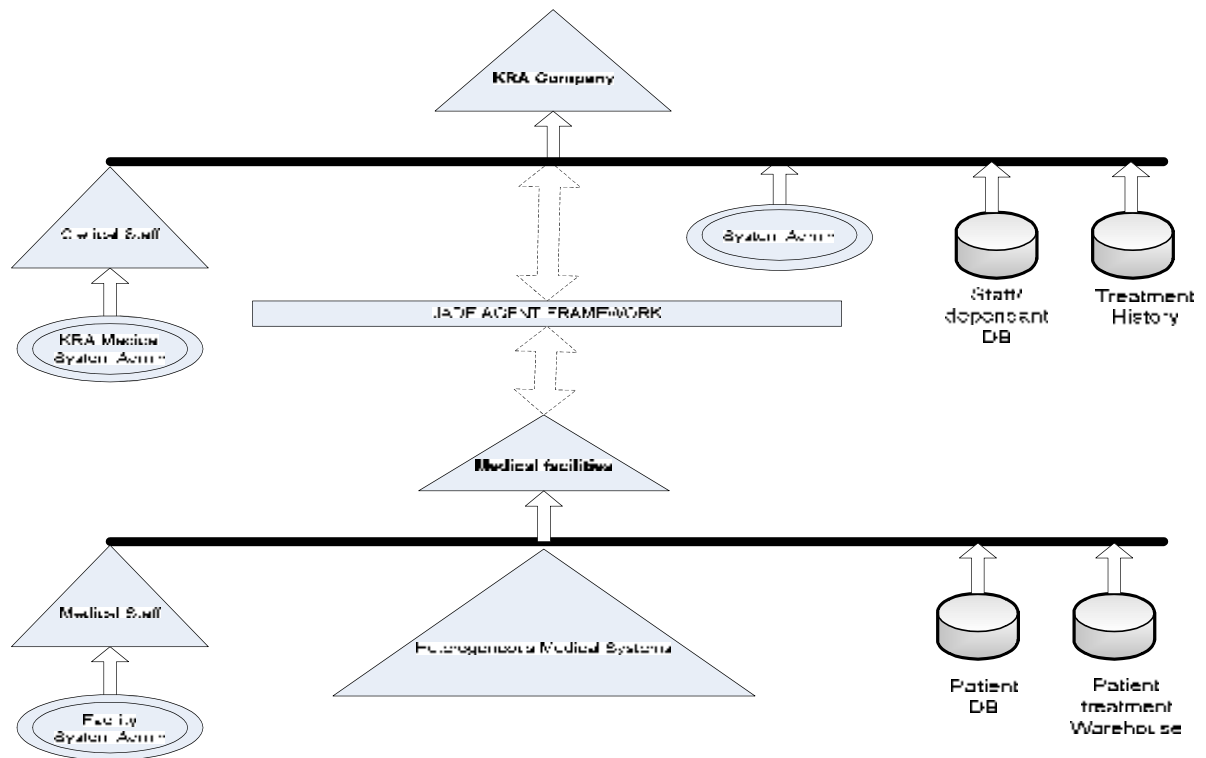 KRA Company
Clinical Staff
System Admin
KRA Medical
System Admin
Staff/
dependant
DB
Treatment
History
JADE AGENT FRAMEWORK
Medical facilities
Medical Staff
Heterogeneous Medical Systems
Facility
System Admin
Patient
DB
Patient
treatment
Warehouse